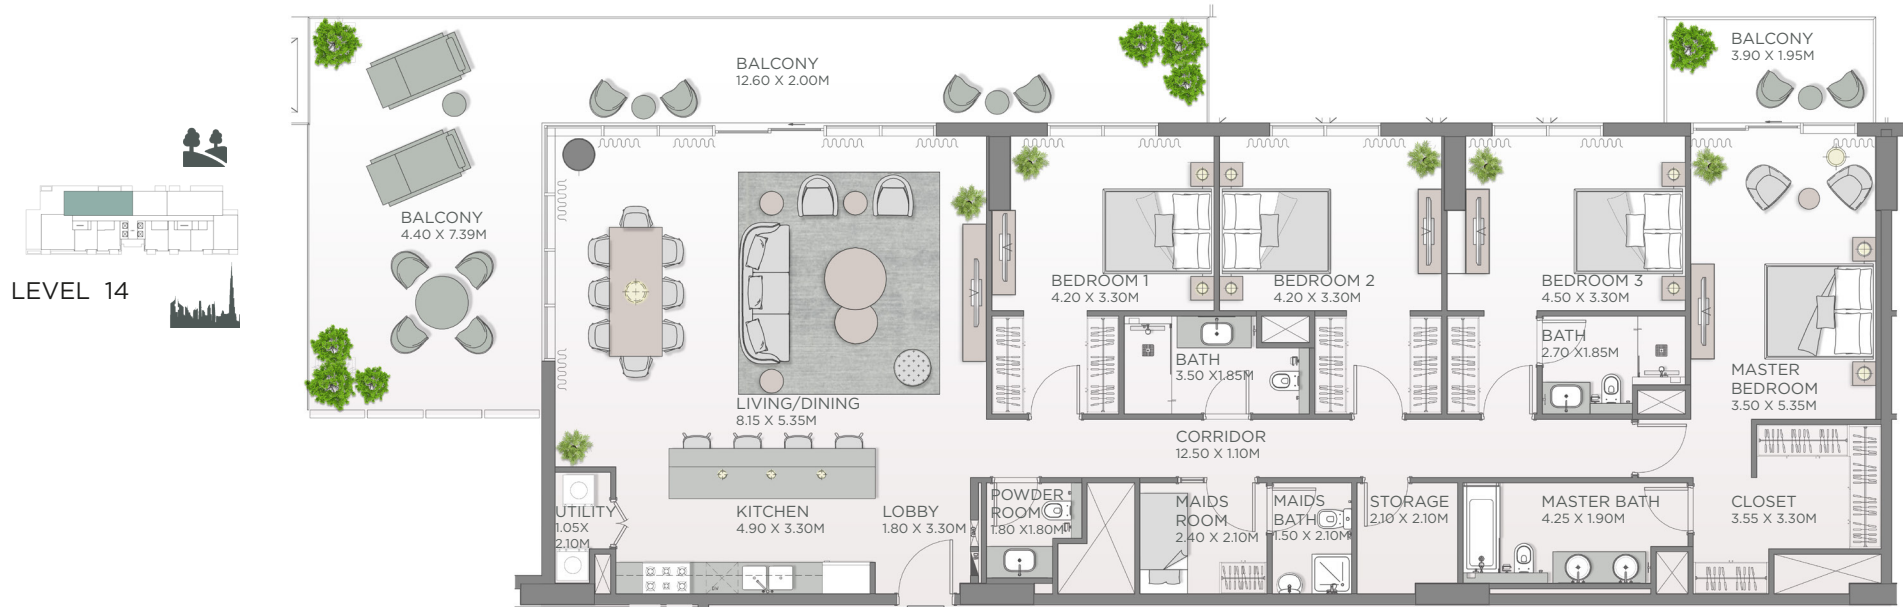 BALCONY
12.60 X 2.00M
BALCONY
3.90 X 1.95M
BALCONY
4.40 X 7.39M
LEVEL 14
BEDROOM 1
4.20 X 3.30M
BEDROOM 2
4.20 X 3.30M
BEDROOM 3
4.50 X 3.30M
BATH
3.50 X1.85M
BATH
2.70 X1.85M
MASTER
BEDROOM
3.50 X 5.35M
LIVING/DINING
8.15 X 5.35M
CORRIDOR
12.50 X 1.10M
UTILITY
1.05X
2.10M
KITCHEN
4.90 X 3.30M
LOBBY
1.80 X 3.30M
POWDER
ROOM
1.80 X1.80M
MAIDS
ROOM
2.40 X 2.10M
MAIDS
BATH
1.50 X 2.10M
STORAGE
2.10 X 2.10M
MASTER BATH
4.25 X 1.90M
CLOSET
3.55 X 3.30M